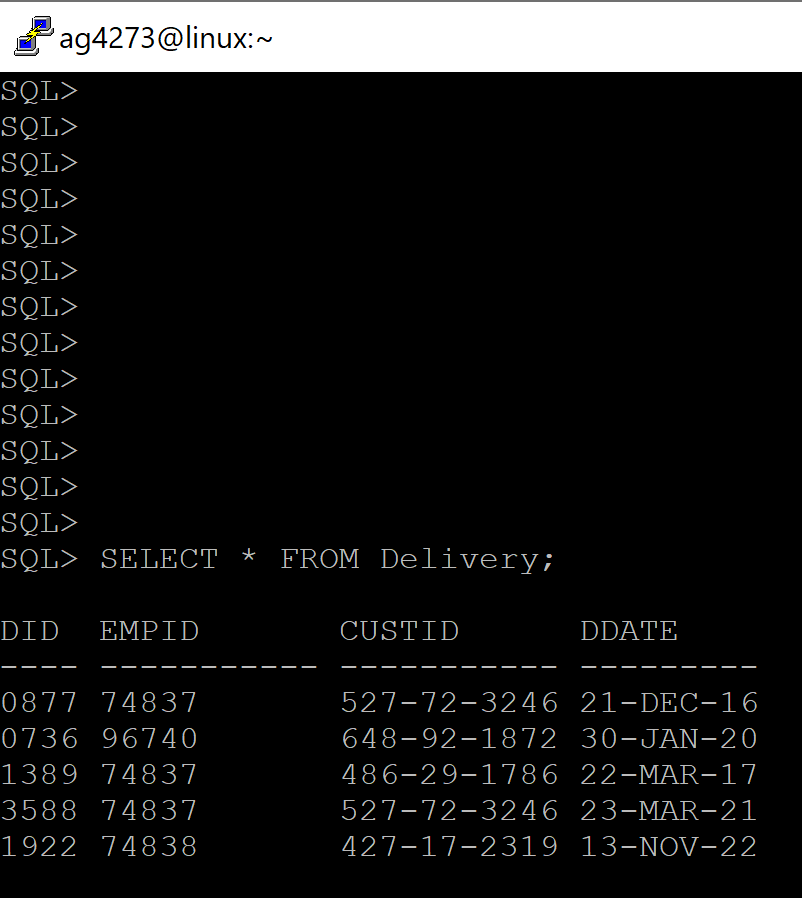 ag4273@linux:~
SQL>
SQL>
SQL>
SQL>
SQL>
SQL>
SQL>
SQL>
SQL>
SQL>
SQL>
SQL>
SQL>
SQL> SELECT * FROM Delivery;
DID  EMPID       CUSTID      DDATE
---- ----------- ----------- ---------
0877 74837       527-72-3246 21-DEC-16
0736 96740       648-92-1872 30-JAN-20
1389 74837       486-29-1786 22-MAR-17
3588 74837       527-72-3246 23-MAR-21
1922 74838       427-17-2319 13-NOV-22